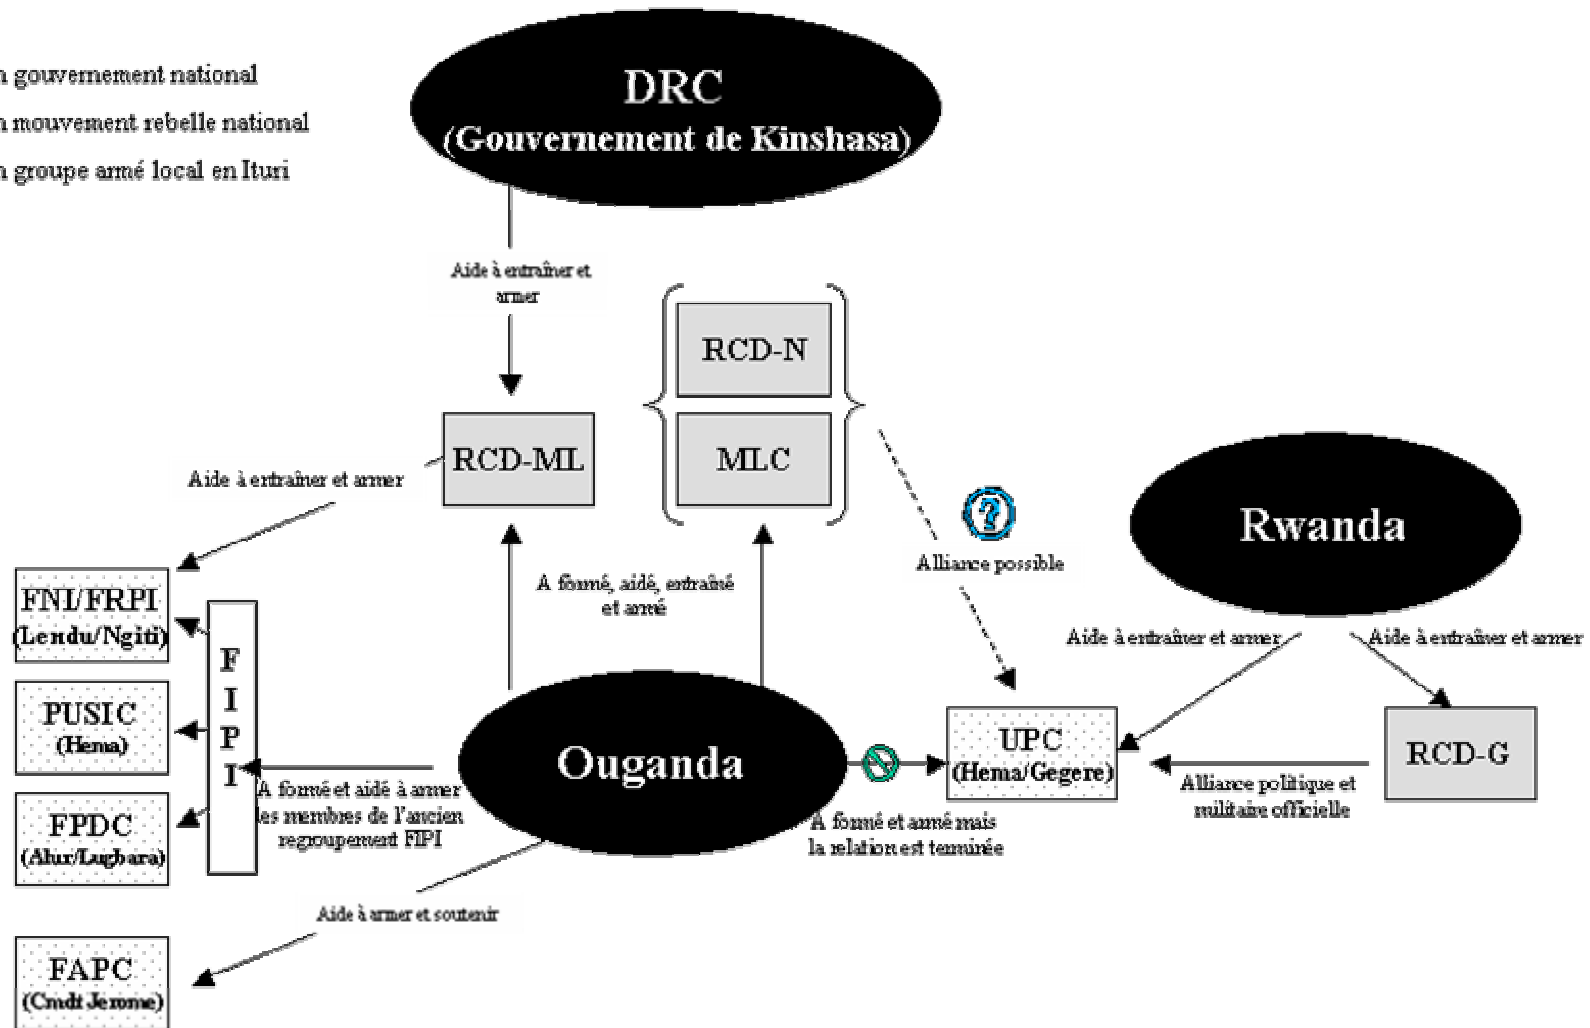 n gouvernement national
n mouvement rebelle national
n groupe armé local en Ituri
DRC
(Gouvernement de Kinshasa)
Aide à entraîner et
armer
RCD-N
MLC
RCD-ML
Aide à entraîner et armer
Alliance possible
Rwanda
A formé, aidé, entraîné
et armé
Aide à entraîner et armer
Aide à entraîner et armer
FNI/FRPI
(Lendu/Ngiti)
F
I
P
I
PUSIC
(Hema)
FPDC
(Alur/Lugbara)
Ouganda
A formé et aidé à armer
les membres de l'ancien
regroupement FIPI
UPC
(Hema/Gegere)
RCD-G
Alliance politique et
militaire officielle
A formé et armé mais
la relation est terminée
Aide à armer et soutenir
FAPC
(Cmdt Jerome)